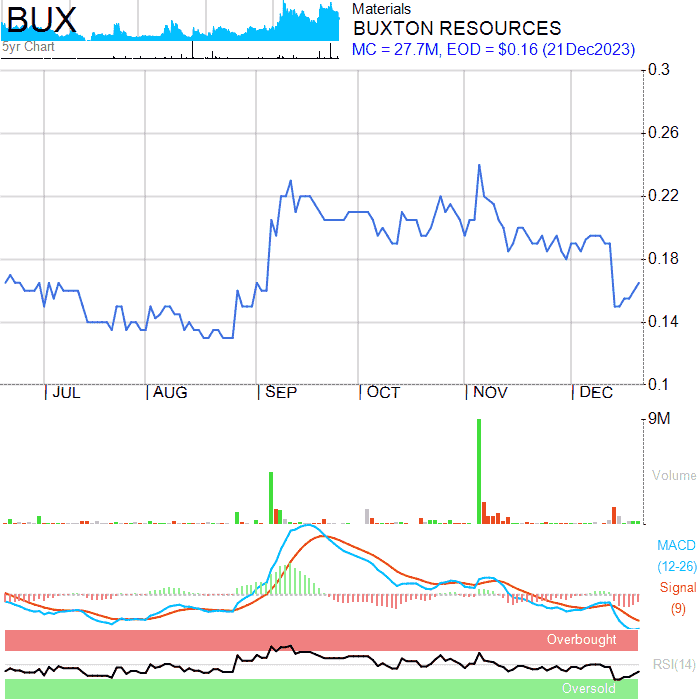 BUX
5yr Chart
Materials
BUXTON RESOURCES
MC = 27.7M, EOD = $0.16 (21Dec2023)
0.3
0.26
0.22
0.18
0.14
0.1
JUL AUG SEP OCT NOV DEC
9M
Volume
MACD
(12-26)
Signal
(9)
Overbought
RSI(14)
Oversold